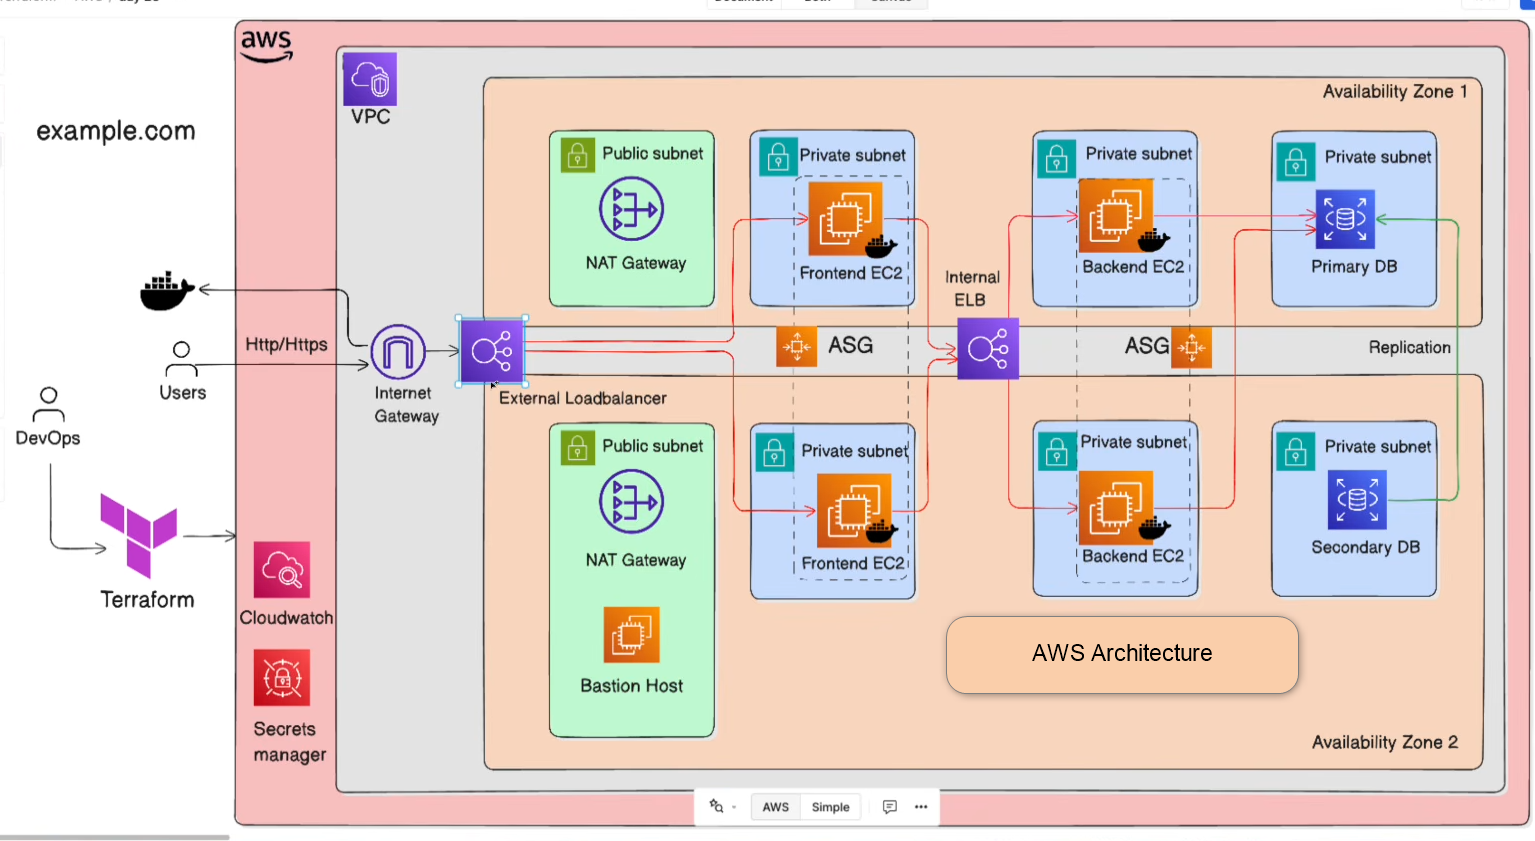 aws
VPC
example.com
Availability Zone 1
Public subnet
NAT Gateway
Private subnet
Frontend EC2
Private subnet
Backend EC2
Private subnet
Primary DB
Internal
ELB
Http/Https
Users
DevOps
Internet
Gateway
External Loadbalancer
ASG
ASG
Replication
Public subnet
NAT Gateway
Bastion Host
Private subnet
Frontend EC2
Private subnet
Backend EC2
Private subnet
Secondary DB
Terraform
Cloudwatch
Secrets
manager
AWS Architecture
Availability Zone 2
AWS
Simple